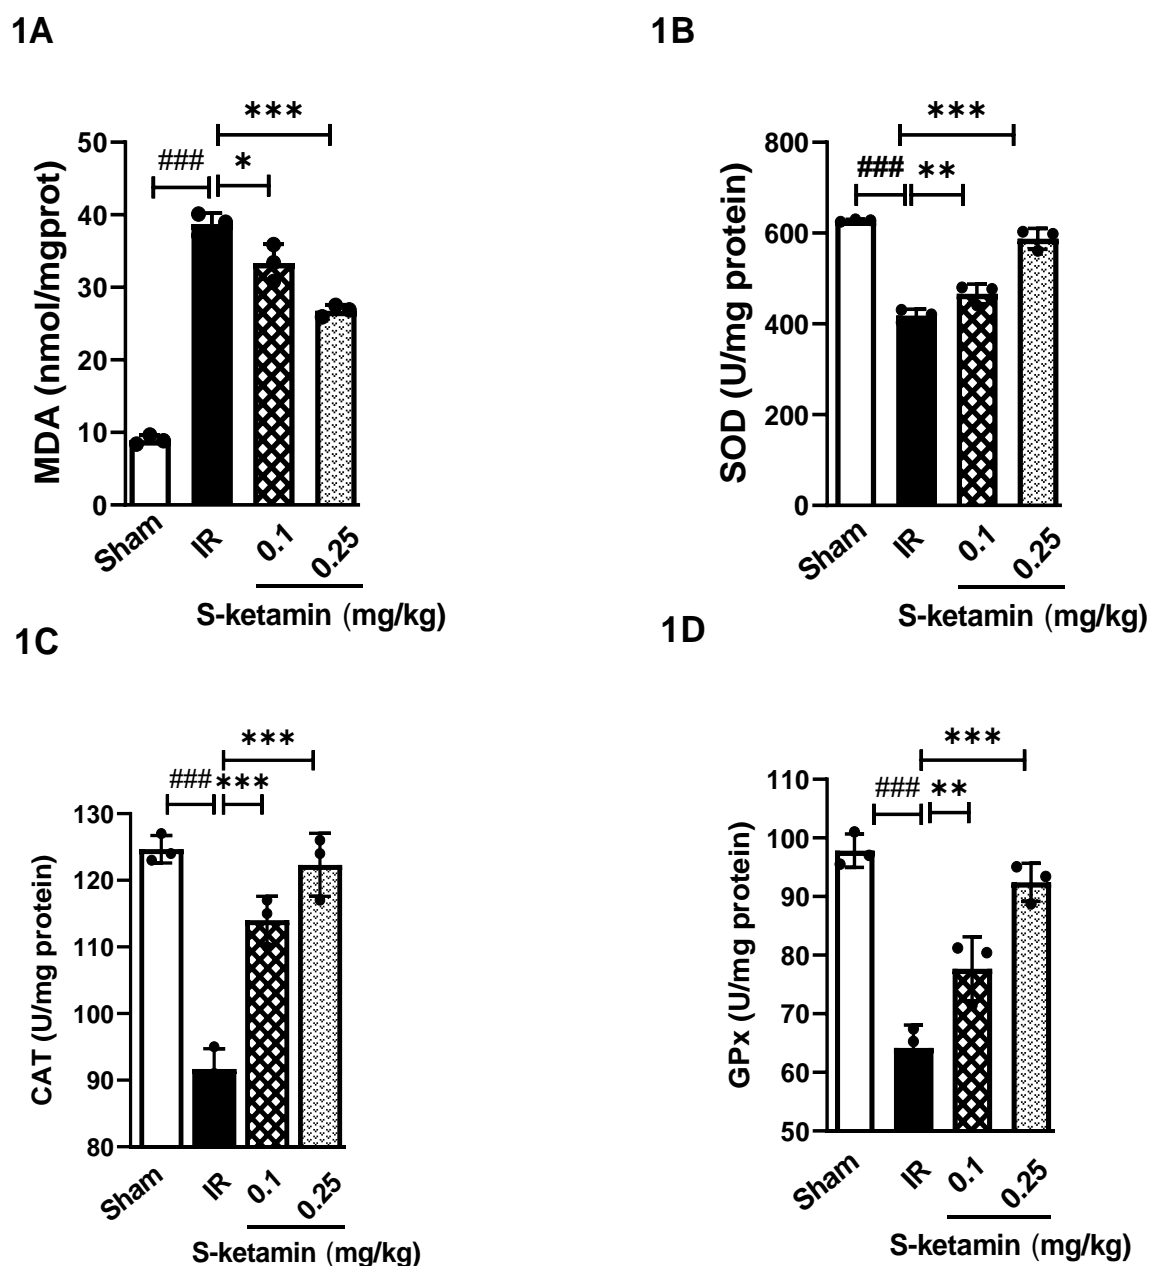 1A
1B
***
### *
MDA (nmol/mgprot)
50
40
30
20
10
0
Sham
IR
0.1
0.25
S-ketamin (mg/kg)
***
### **
SOD (U/mg protein)
800
600
400
200
0
Sham
IR
0.1
0.25
S-ketamin (mg/kg)
1C
1D
***
### ***
CAT (U/mg protein)
130
120
110
100
90
80
Sham
IR
0.1
0.25
S-ketamin (mg/kg)
***
### **
GPx (U/mg protein)
110
100
90
80
70
60
50
Sham
IR
0.1
0.25
S-ketamin (mg/kg)